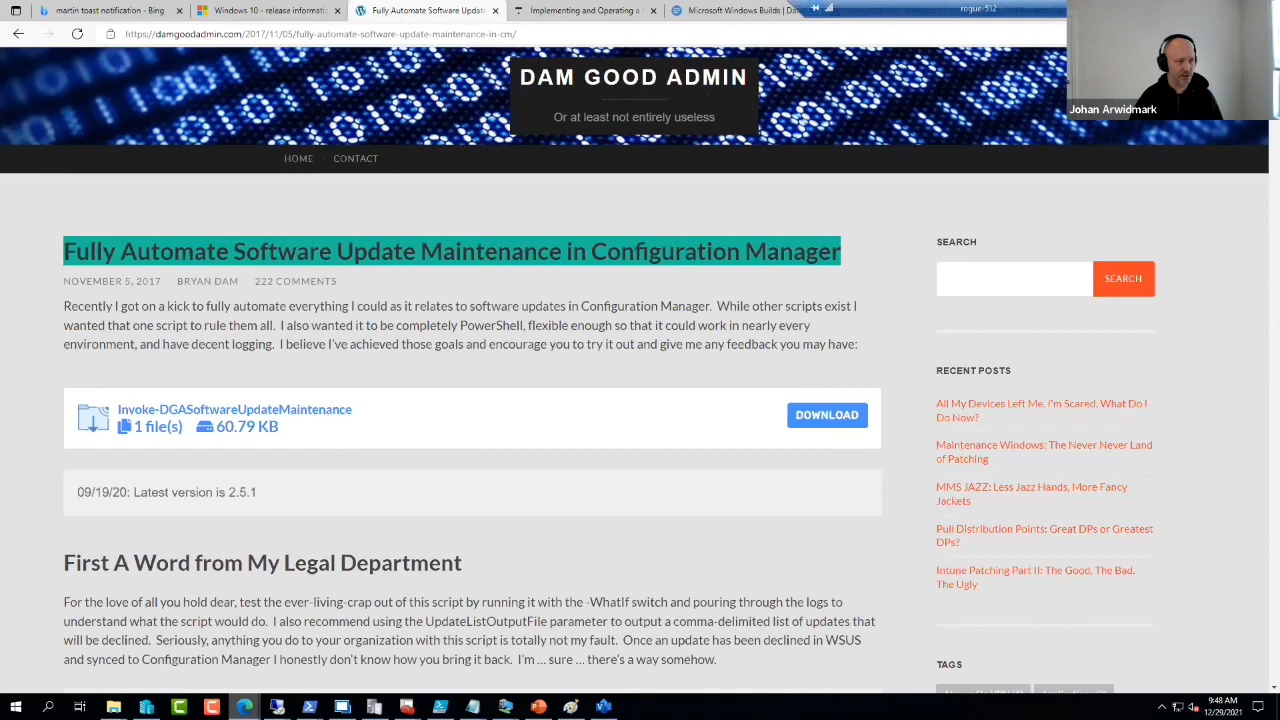 martin toast notification - Bing
Windows 10 - release informati
Fully Automate Software Update
Implementing and Operating a
Microsoft Windows Builds | Da
rogue-512
https://damgoodadmin.com/2017/11/05/fully-automate-software-update-maintenance-in-cm/
DAM GOOD ADMIN
Or at least not entirely useless
Johan Arwidmark
HOME / CONTACT
Fully Automate Software Update Maintenance in Configuration Manager
NOVEMBER 5, 2017 BRYAN DAM 222 COMMENTS
Recently I got on a kick to fully automate everything I could as it relates to software updates in Configuration Manager. While other scripts exist I
wanted that one script to rule them all. I also wanted it to be completely PowerShell, flexible enough so that it could work in nearly every
environment, and have decent logging. I believe I've achieved those goals and encourage you to try it out and give me any feedback you may have:
Invoke-DGASoftwareUpdateMaintenance
1 file(s) 60.79 KB
DOWNLOAD
09/19/20: Latest version is 2.5.1
First A Word from My Legal Department
For the love of all you hold dear, test the ever-living-crap out of this script by running it with the -WhatIf switch and pouring through the logs to
understand what the script would do. I also recommend using the UpdateListOutputFile parameter to output a comma-delimited list of updates that
will be declined. Seriously, anything you do to your organization with this script is totally not my fault. Once an update has been declined in WSUS
and synced to Configuration Manager I honestly don't know how you bring it back. I'm … sure … there's a way somehow.
SEARCH
SEARCH
RECENT POSTS
All My Devices Left Me. I'm Scared. What Do I
Do Now?
Maintenance Windows: The Never Never Land
of Patching
MMS JAZZ: Less Jazz Hands, More Fancy
Jackets
Pull Distribution Points: Great DPs or Greatest
DPs?
Intune Patching Part II: The Good, The Bad,
The Ugly
TAGS
9:48 AM
12/29/2021